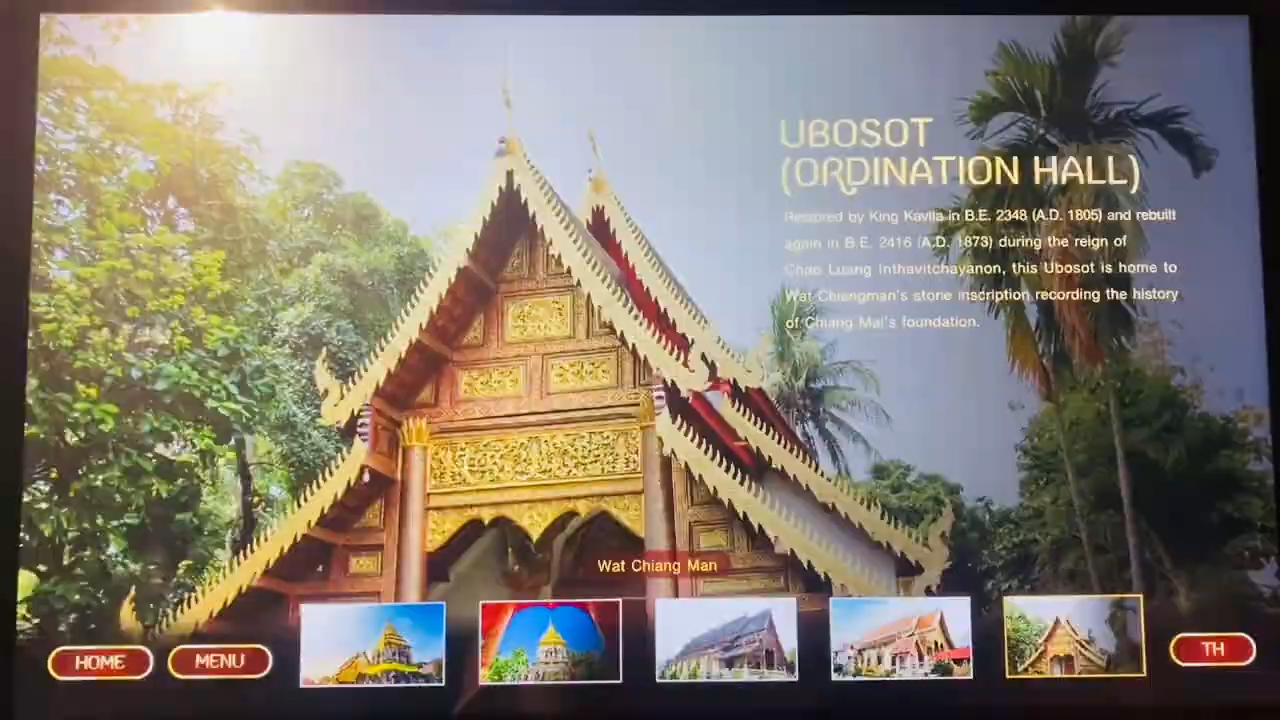 UBOSOT
(ORDINATION HALL)
Restored by King Kavila in B.E. 2348 (A.D. 1805) and rebuilt
again in B.E. 2416 (A.D. 1873) during the reign of
Chao Luang Inthavitchayanon, this Ubosot is home to
Wat Chiangman's stone inscription recording the history
of Chiang Mai's foundation.
Wat Chiang Man
HOME
MENU
TH